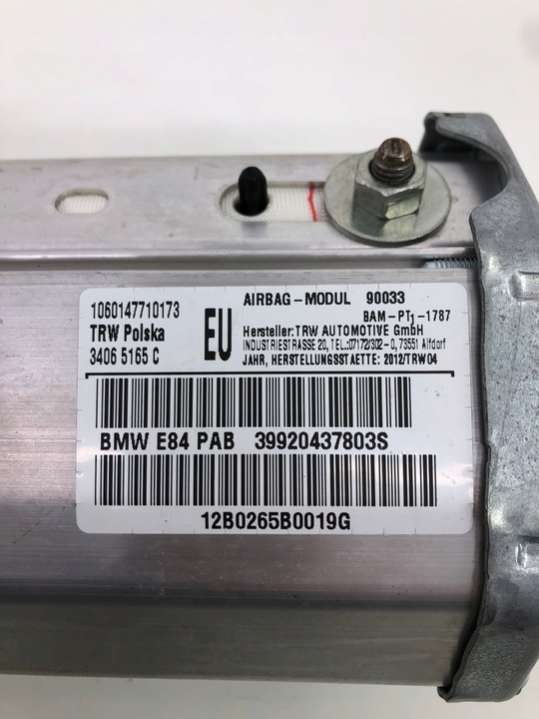 1060147710173
TRW Polska
3406 5165 C
EU
AIRBAG-MODUL 90033
BAM-PT1-1787
Hersteller: TRW AUTOMOTIVE GmbH
INDUSTRIESTRASSE 20, TEL.:07172/302-0, 73551 Alfdorf
JAHR, HERSTELLUNGSSTAETTE: 2012/TRW04
BMW E84 PAB 39920437803S
12B0265B0019G